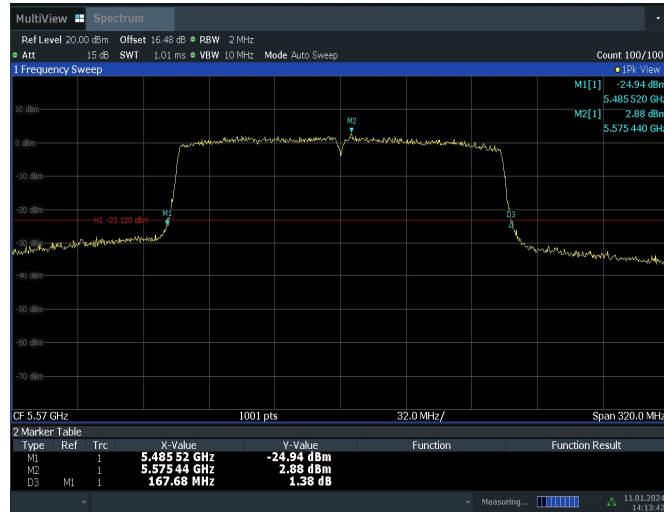 MultiView Spectrum
Ref Level 20.00 dBm Offset 16.48 dB RBW 2 MHz
Att 15 dB SWT 1.01 ms VBW 10 MHz Mode Auto Sweep Count 100/100
1 Frequency Sweep 1Pk View
M1[1] -24.94 dBm
5.485520 GHz
M2[1] 2.88 dBm
5.575440 GHz
10 dBm
M2
0 dBm
-10 dBm
-20 dBm
H1 -23.120 dBm M1 D3
-30 dBm
-40 dBm
-50 dBm
-60 dBm
-70 dBm
CF 5.57 GHz 1001 pts 32.0 MHz/ Span 320.0 MHz
2 Marker Table
Type Ref Trc X-Value Y-Value Function Function Result
M1 1 5.485 52 GHz -24.94 dBm
M2 1 5.575 44 GHz 2.88 dBm
D3 M1 1 167.68 MHz 1.38 dB
Measuring... 11.01.2024
14:13:42